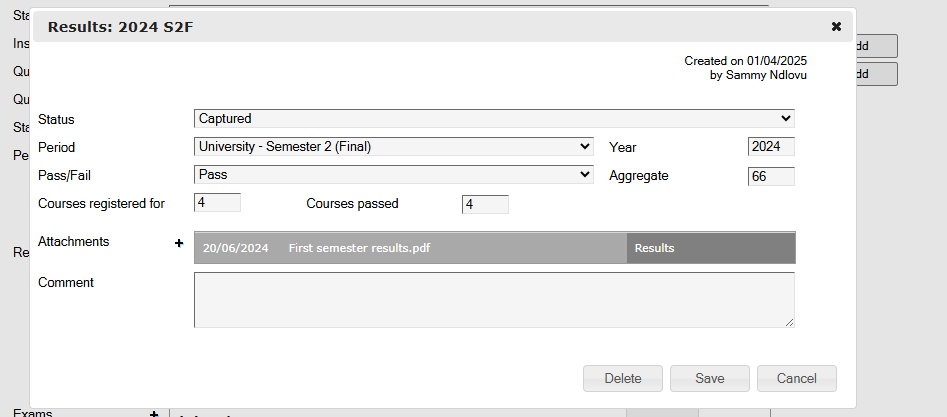 Sta
Results: 2024 S2F
Ins
dd
Created on 01/04/2025
Qu
dd
by Sammy Ndlovu
Qu
Status
Captured
Sta
Period
University - Semester 2 (Final)
Year
2024
Pe
Pass/Fail
Pass
Aggregate
66
Courses registered for
4
Courses passed
4
Attachments
+
20/06/2024
First semester results.pdf
Results
Re
Comment
Delete
Save
Cancel
Exams
+